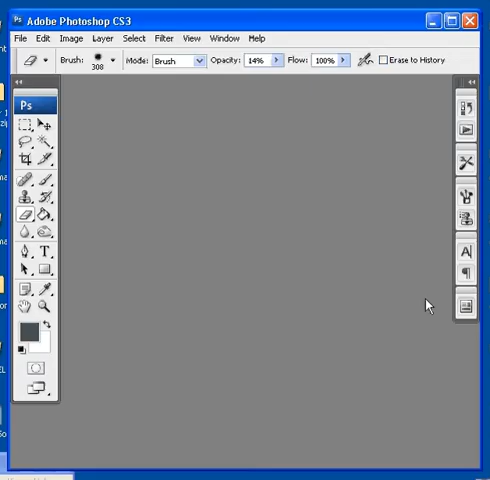 Ps Adobe Photoshop CS3
File Edit Image Layer Select Filter View Window Help
Brush: 308 Mode: Brush Opacity: 14% Flow: 100% Erase to History
Ps
T
A